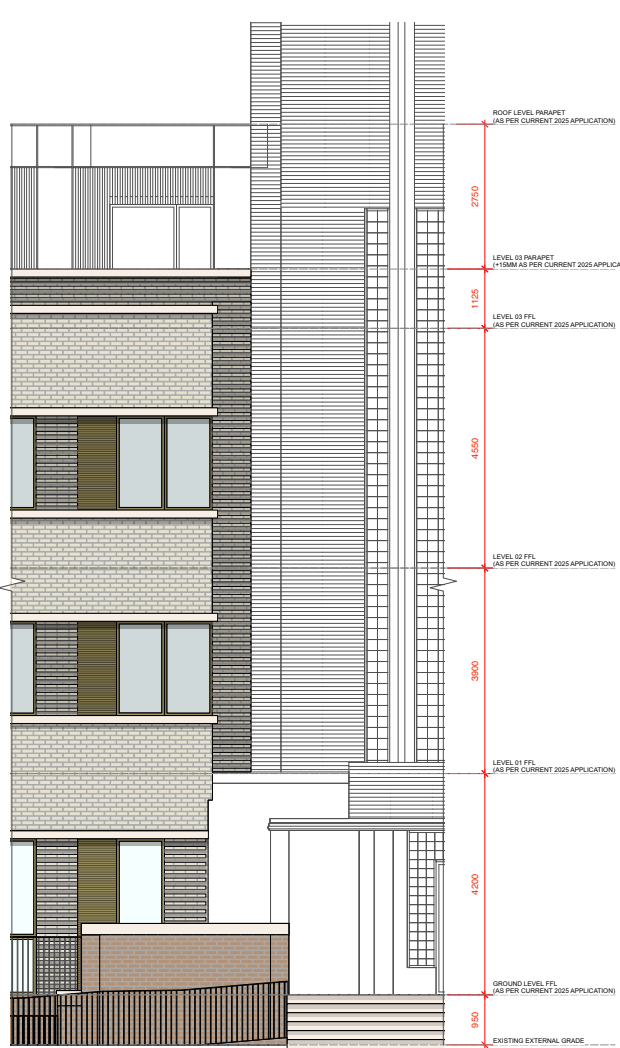 ROOF LEVEL PARAPET
(AS PER CURRENT 2025 APPLICATION)
2750
LEVEL 03 PARAPET
(+15MM AS PER CURRENT 2025 APPLICA
1125
LEVEL 03 FFL
(AS PER CURRENT 2025 APPLICATION)
4550
LEVEL 02 FFL
(AS PER CURRENT 2025 APPLICATION)
3900
LEVEL 01 FFL
(AS PER CURRENT 2025 APPLICATION)
4200
GROUND LEVEL FFL
(AS PER CURRENT 2025 APPLICATION)
950
EXISTING EXTERNAL GRADE